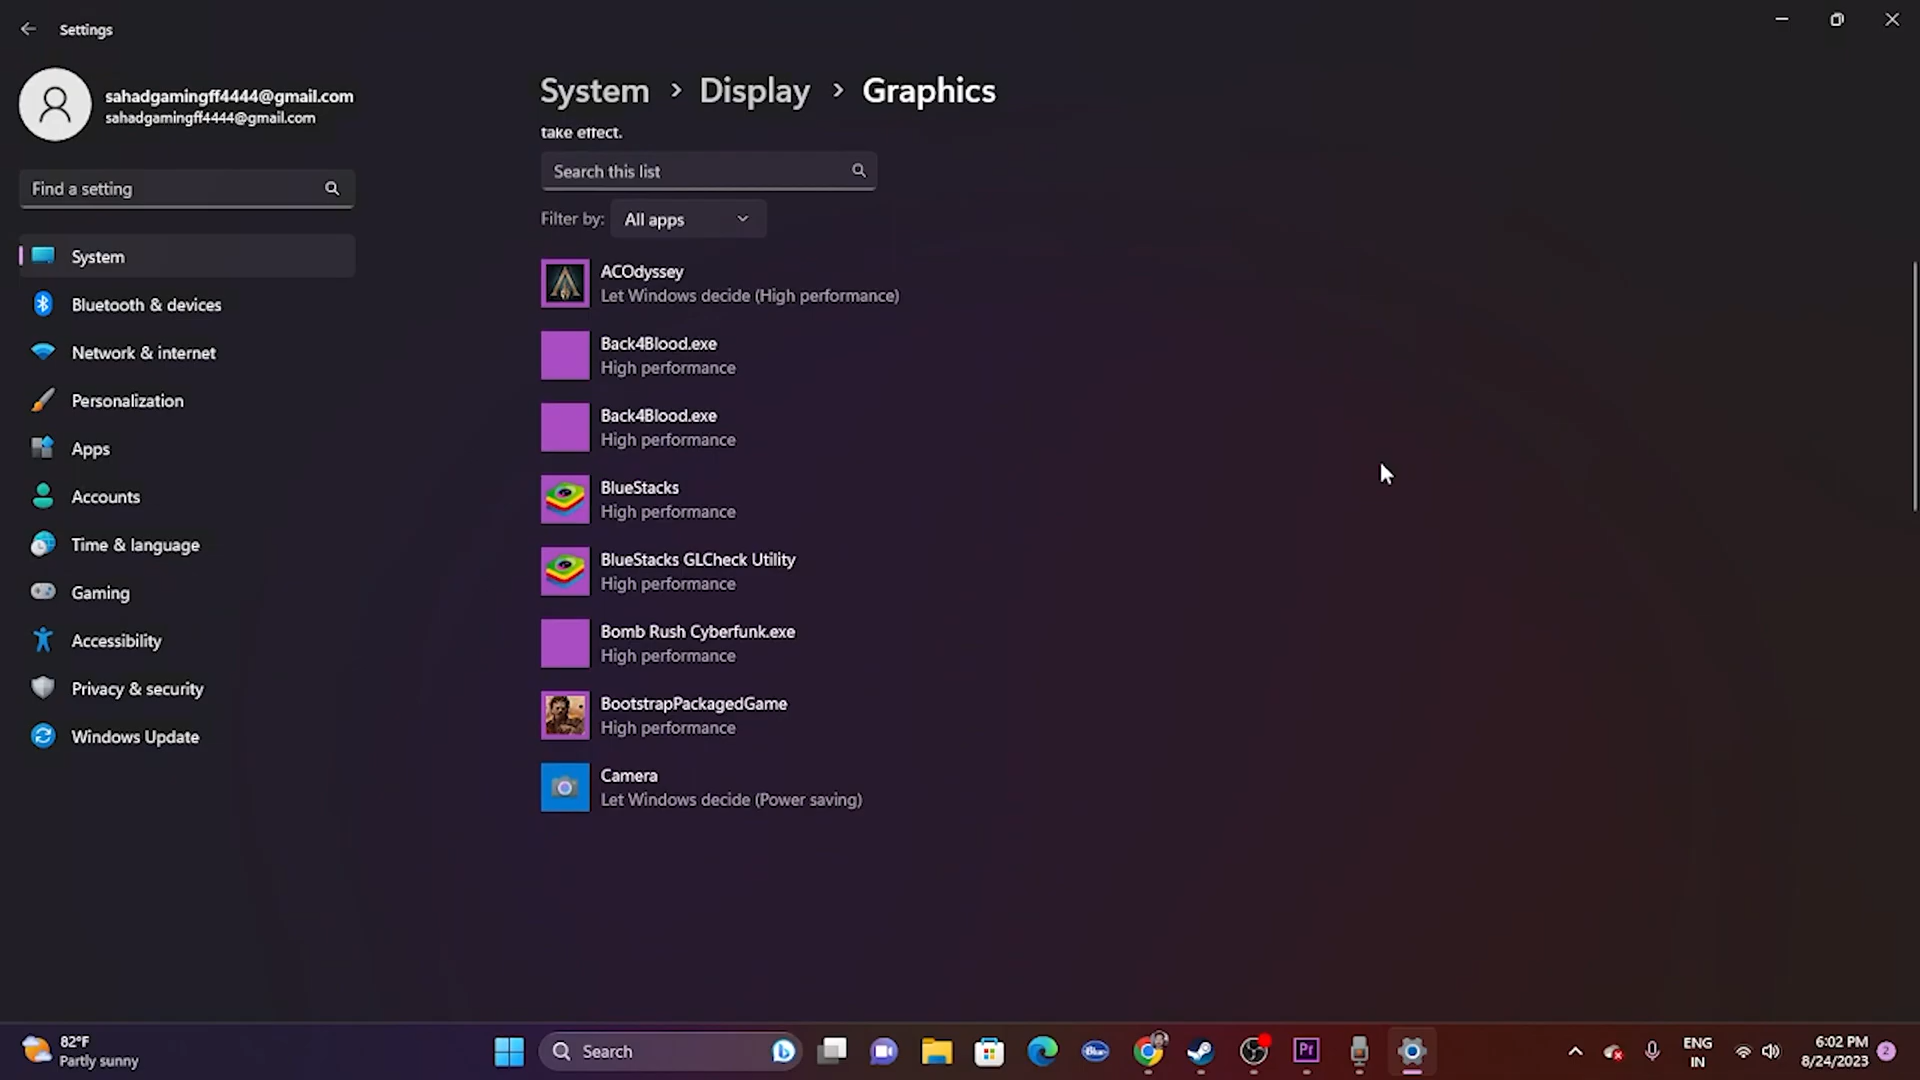 Settings
sahadgamingff4444@gmail.com
sahadgamingff4444@gmail.com
Find a setting
System
Bluetooth & devices
Network & internet
Personalization
Apps
Accounts
Time & language
Gaming
Accessibility
Privacy & security
Windows Update
System > Display > Graphics
take effect.
Search this list
Filter by: All apps
ACOdyssey
Let Windows decide (High performance)
Back4Blood.exe
High performance
Back4Blood.exe
High performance
BlueStacks
High performance
BlueStacks GLCheck Utility
High performance
Bomb Rush Cyberfunk.exe
High performance
BootstrapPackagedGame
High performance
Camera
Let Windows decide (Power saving)
82°F
Partly sunny
Search
Pr
ENG
IN
6:02 PM
8/24/2023
2